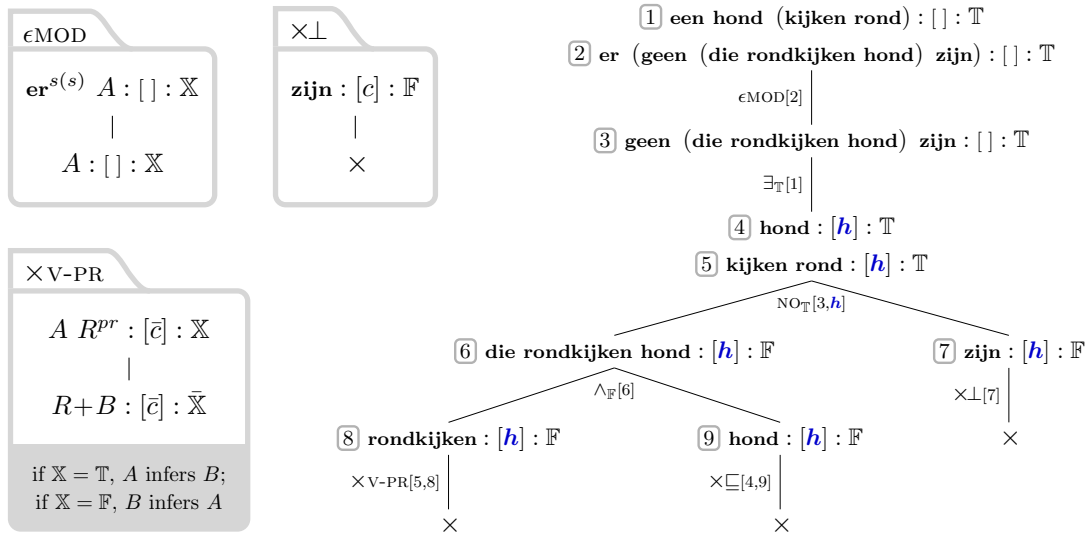 ϵMOD
er^{s(s)} A : [ ] : 𝕏
A : [ ] : 𝕏
×⊥
zijn : [c] : 𝔽
×
×V-PR
A R^{pr} : [c̄] : 𝕏
R+B : [c̄] : 𝕏̄
if 𝕏 = 𝕋, A infers B;
if 𝕏 = 𝔽, B infers A
1 een hond (kijken rond) : [ ] : 𝕋
2 er (geen (die rondkijken hond) zijn) : [ ] : 𝕋
ϵMOD[2]
3 geen (die rondkijken hond) zijn : [ ] : 𝕋
∃𝕋[1]
4 hond : [h] : 𝕋
5 kijken rond : [h] : 𝕋
NO𝕋[3,h]
6 die rondkijken hond : [h] : 𝔽
7 zijn : [h] : 𝔽
∧𝔽[6]
×⊥[7]
8 rondkijken : [h] : 𝔽
9 hond : [h] : 𝔽
×
×V-PR[5,8]
×⊑[4,9]
×
×